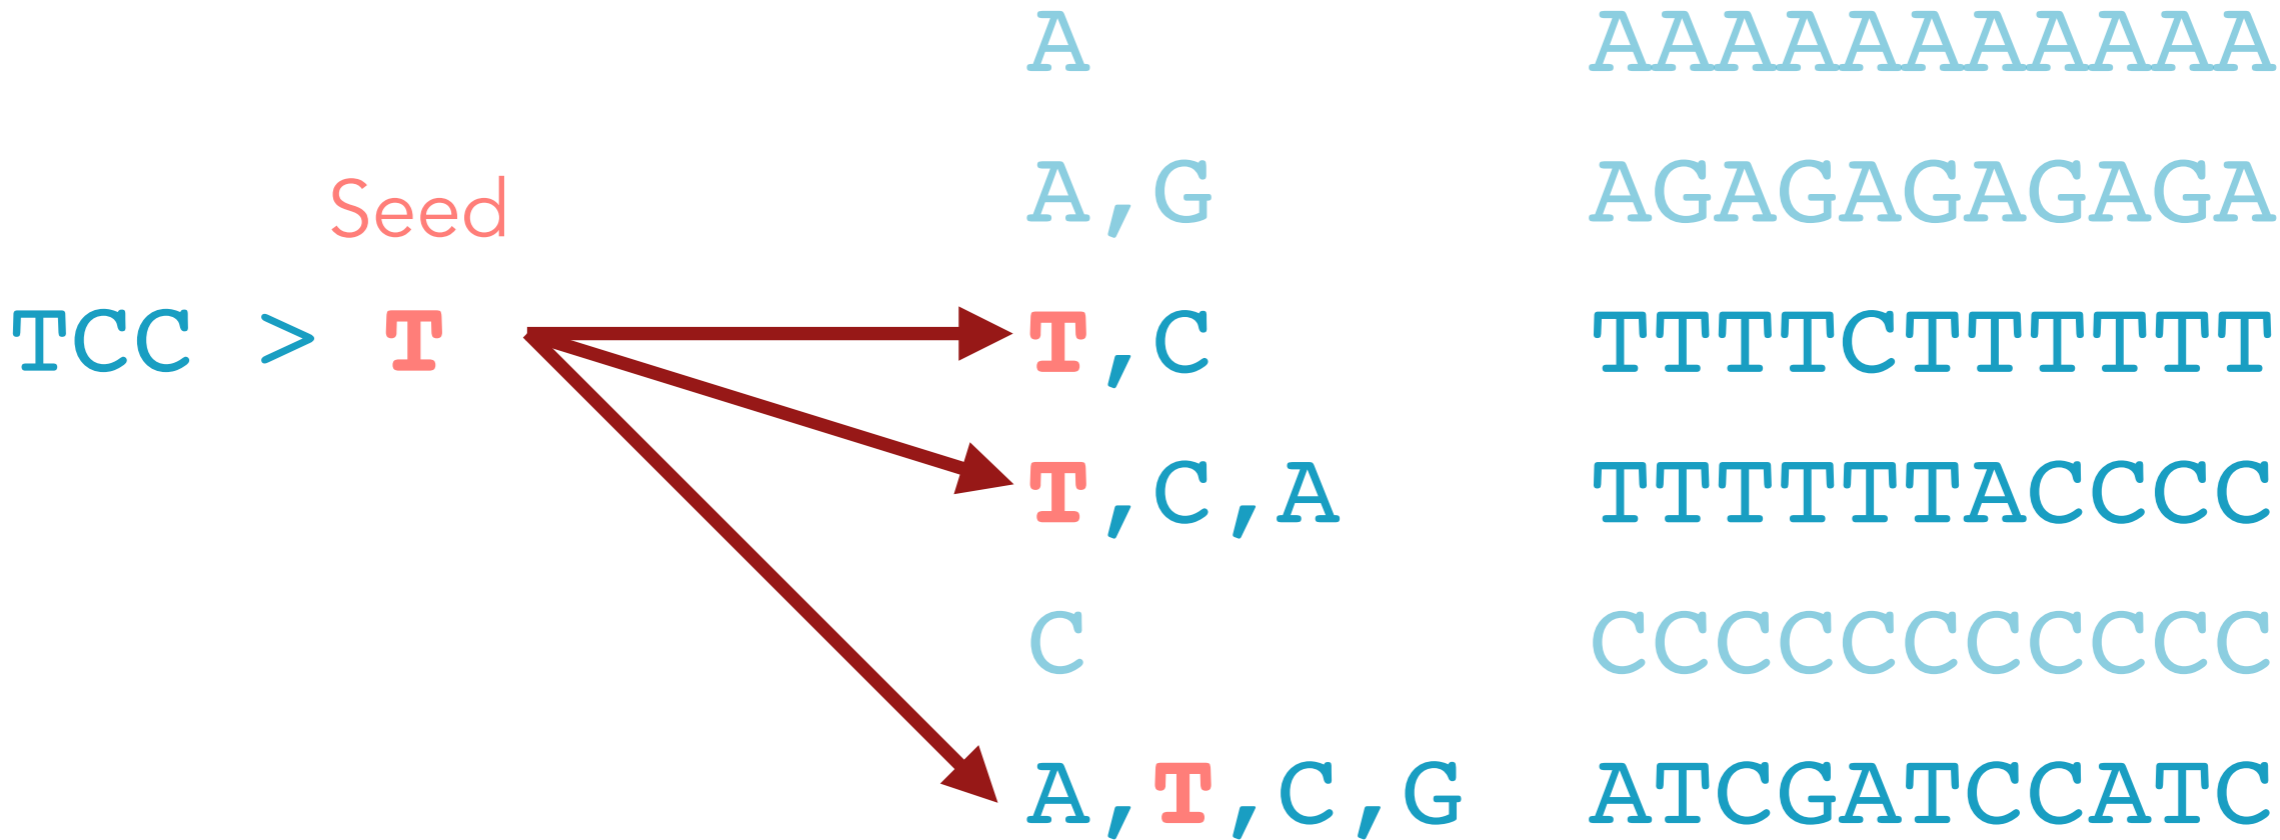 A AAAAAAAAAAA
A,G AGAGAGAGAGA
Seed
TCC > T T,C TTTTCTTTTTT
T,C,A TTTTTTACCCC
C CCCCCCCCCCC
A,T,C,G ATCGATCCATC